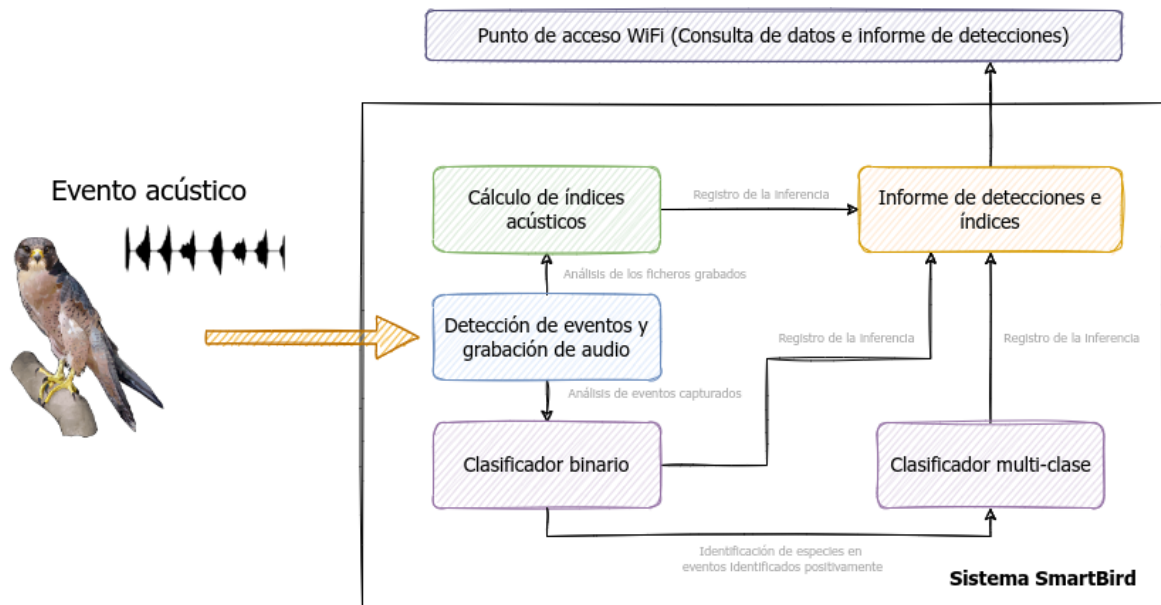 Punto de acceso WiFi (Consulta de datos e informe de detecciones)
Evento acústico
Cálculo de índices
acústicos
Registro de la inferencia
Informe de detecciones e
índices
Análisis de los ficheros grabados
Detección de eventos y
grabación de audio
Registro de la inferencia
Registro de la inferencia
Análisis de eventos capturados
Clasificador binario
Clasificador multi-clase
Identificación de especies en
eventos identificados positivamente
Sistema SmartBird